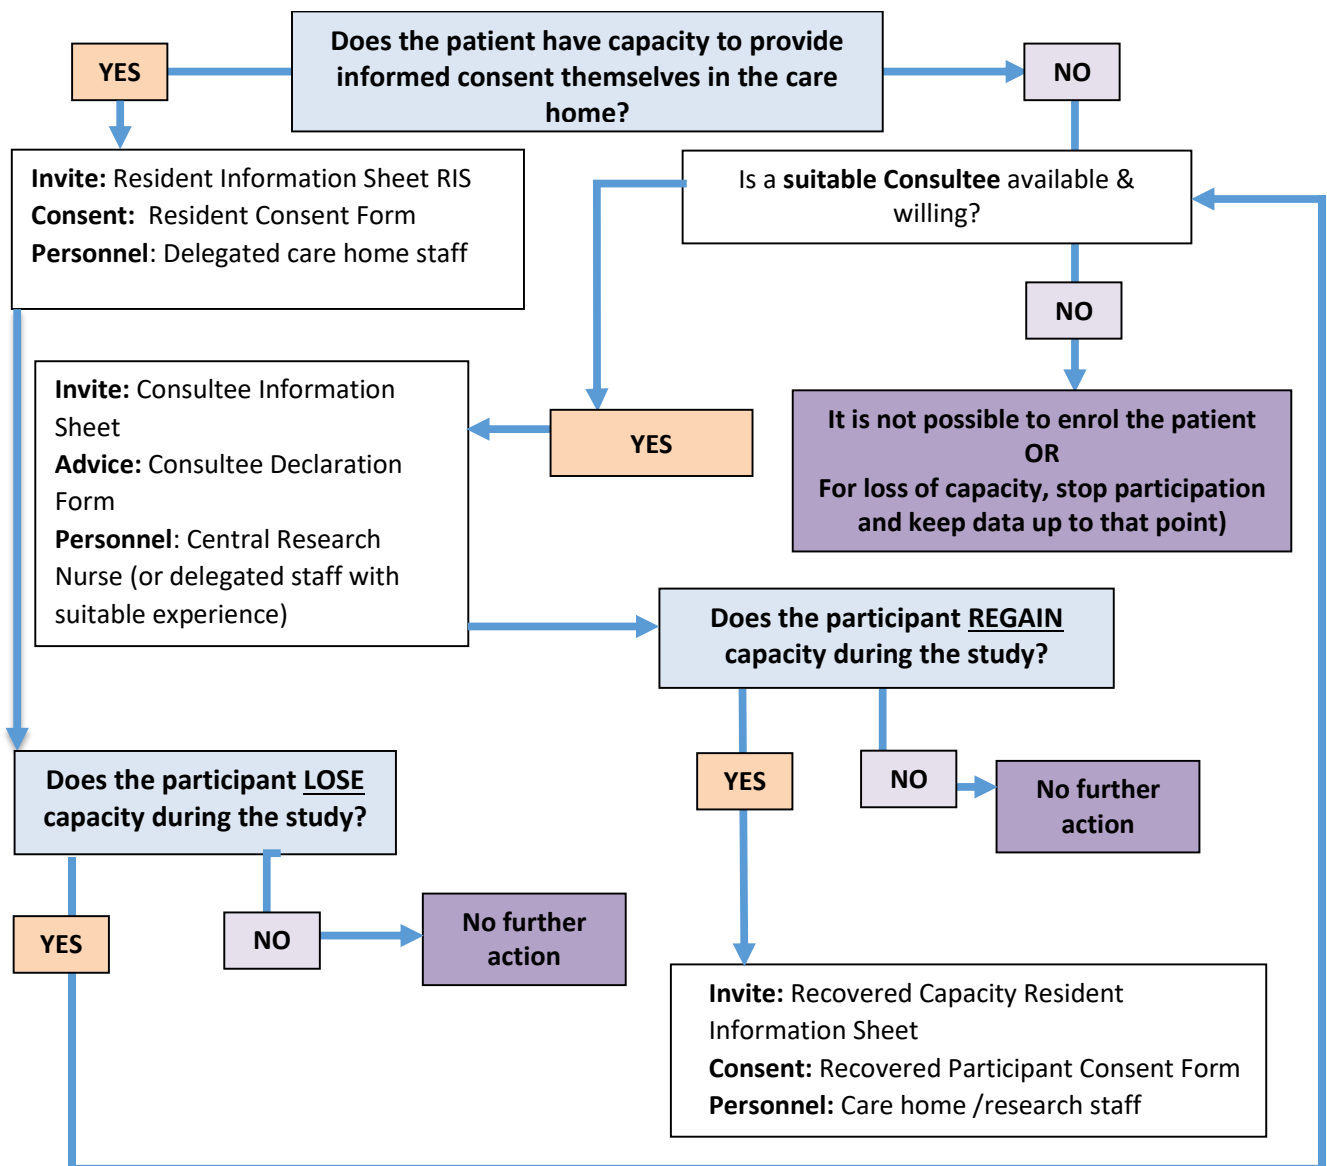 Does the patient have capacity to provide
informed consent themselves in the care
home?
YES
NO
Invite: Resident Information Sheet RIS
Consent:  Resident Consent Form
Personnel: Delegated care home staff
Is a suitable Consultee available &
willing?
NO
YES
It is not possible to enrol the patient
OR
For loss of capacity, stop participation
and keep data up to that point)
Invite: Consultee Information
Sheet
Advice: Consultee Declaration
Form
Personnel: Central Research
Nurse (or delegated staff with
suitable experience)
Does the participant REGAIN
capacity during the study?
YES
NO
No further
action
Does the participant LOSE
capacity during the study?
YES
NO
No further
action
Invite: Recovered Capacity Resident
Information Sheet
Consent: Recovered Participant Consent Form
Personnel: Care home /research staff